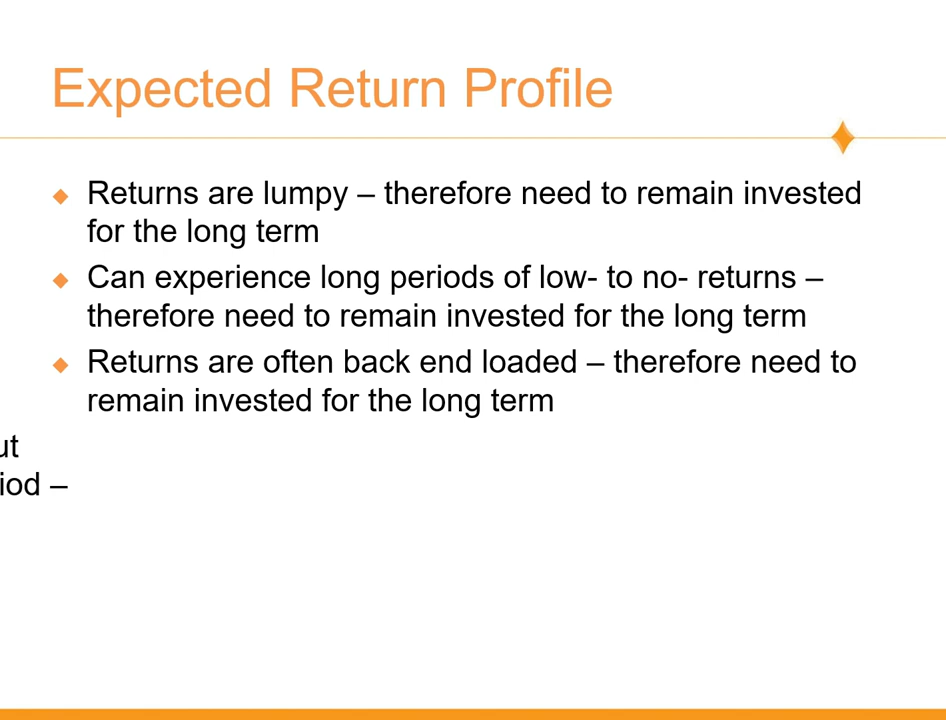 Expected Return Profile
Returns are lumpy – therefore need to remain invested
for the long term
Can experience long periods of low- to no- returns –
therefore need to remain invested for the long term
Returns are often back end loaded – therefore need to
remain invested for the long term
ut
iod –